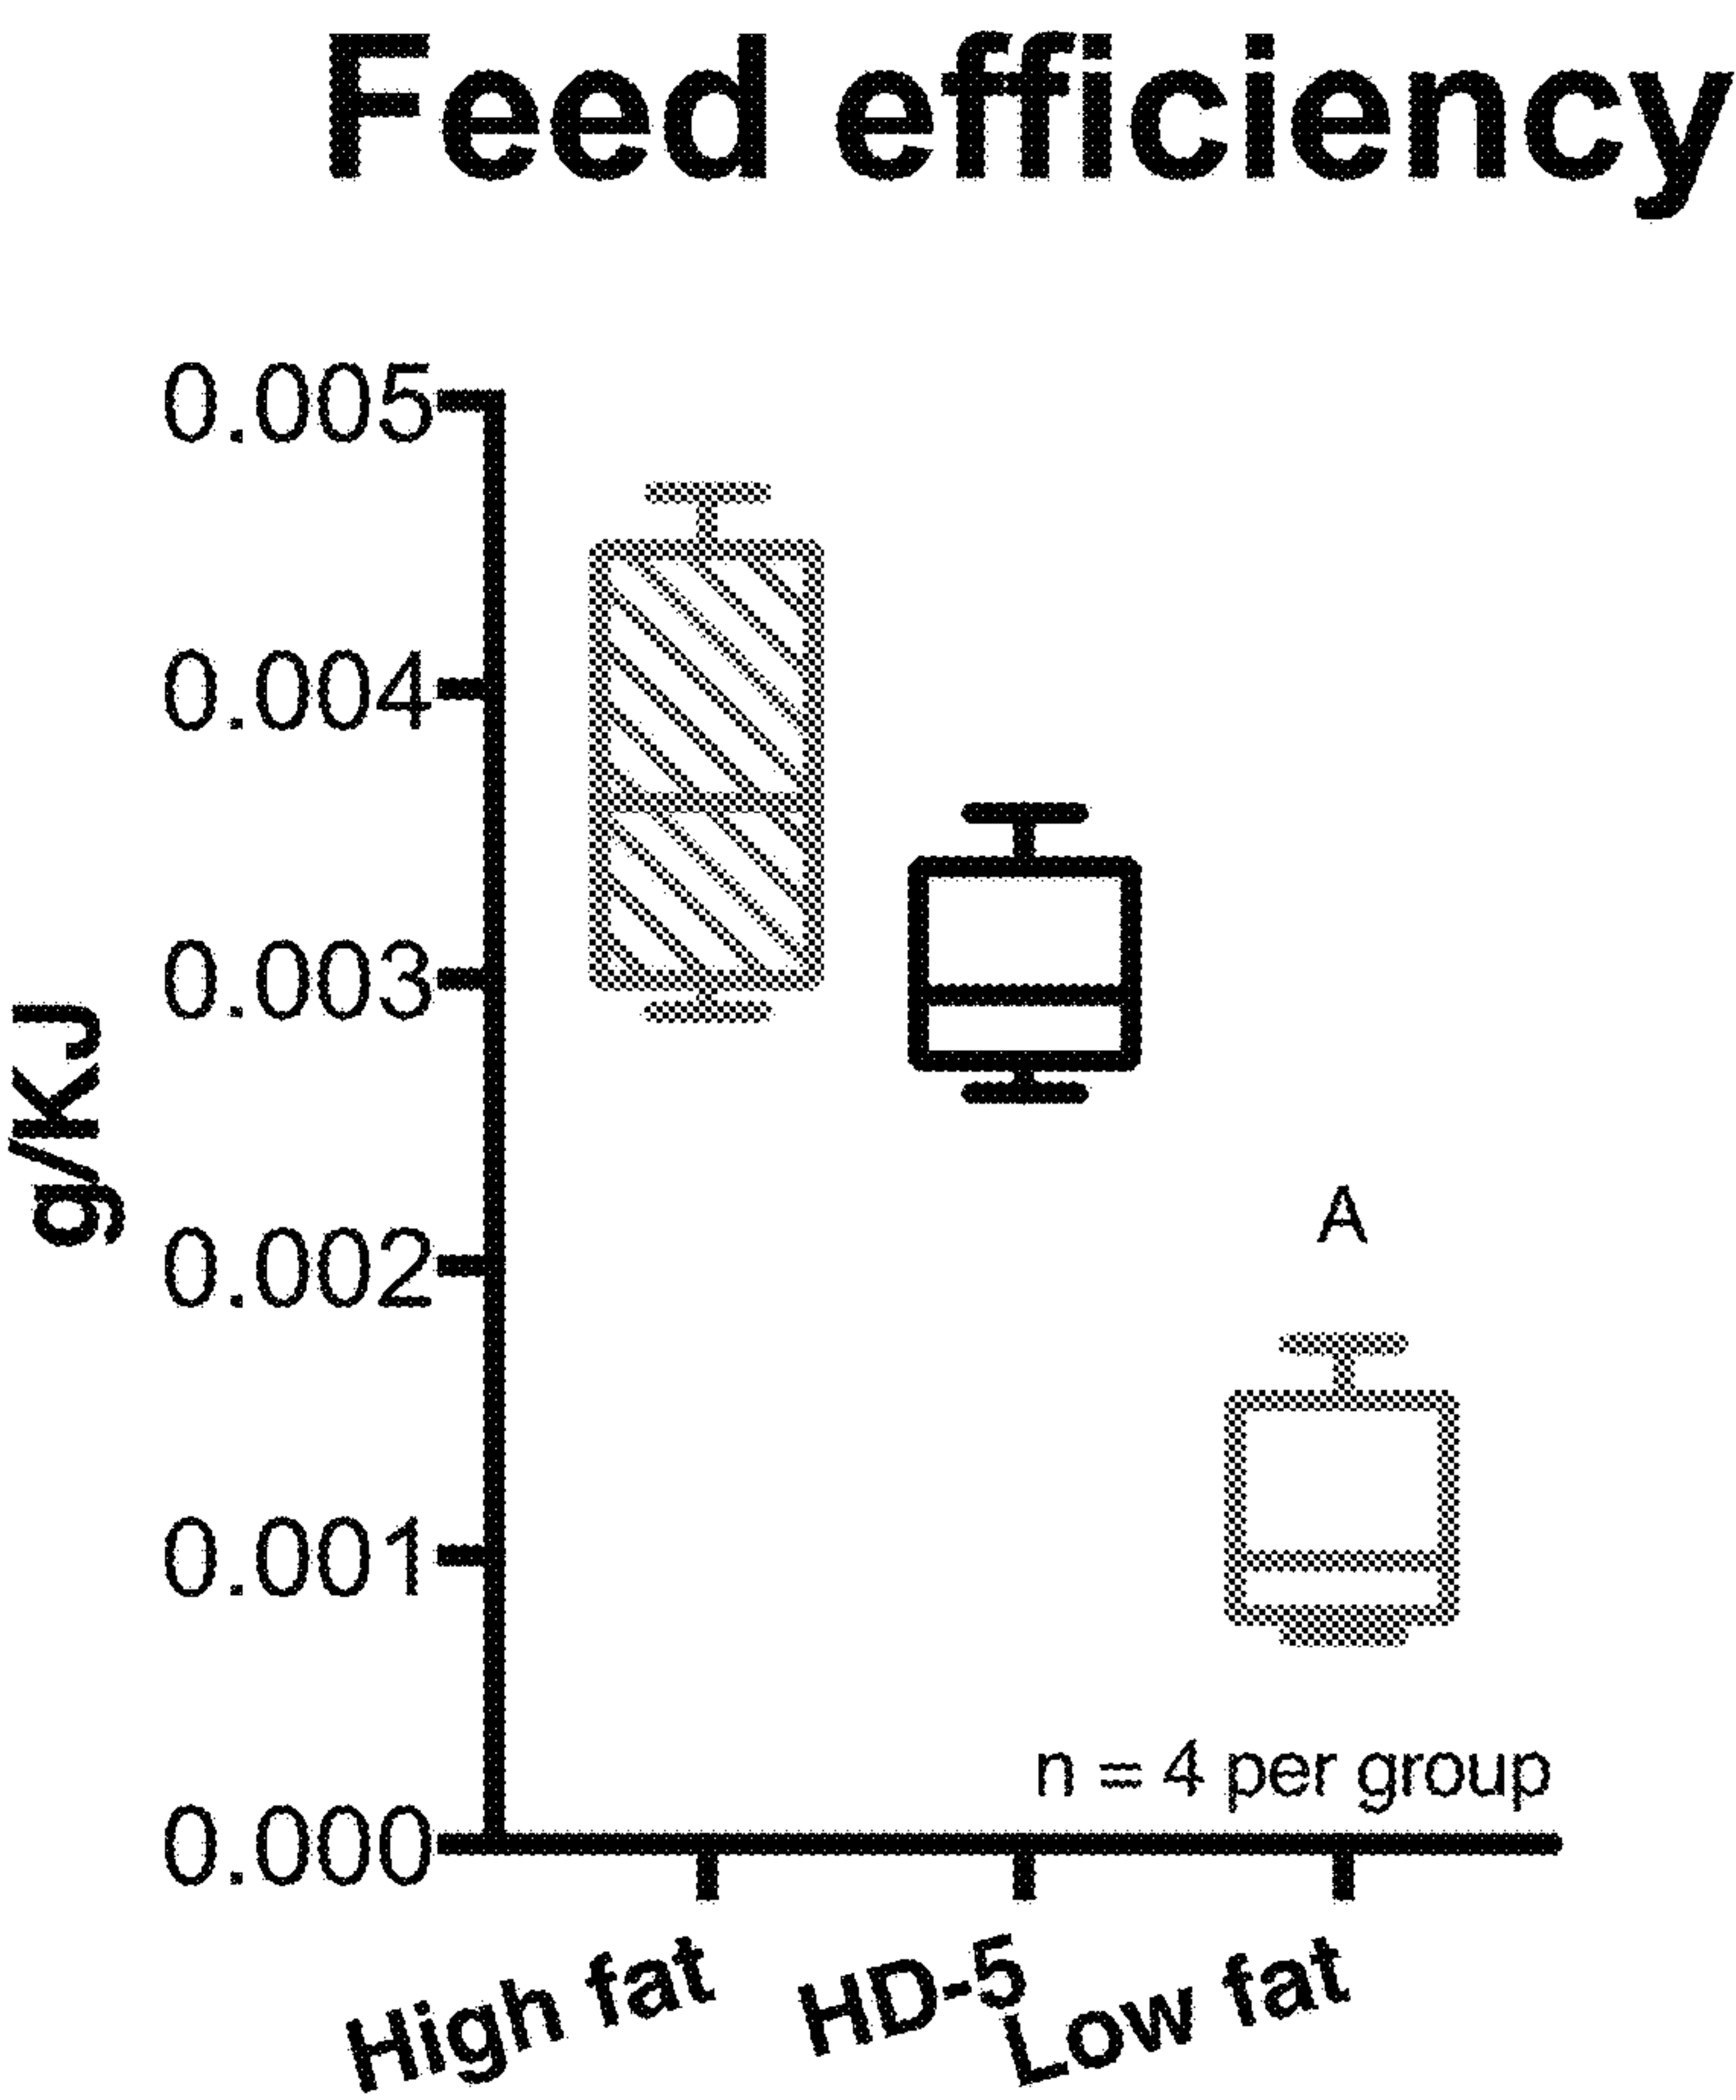 Feed efficiency
0.005
0.004
0.003
0.002
0.001
0.000
g/KJ
A
n = 4 per group
High fat
HD-5
Low fat